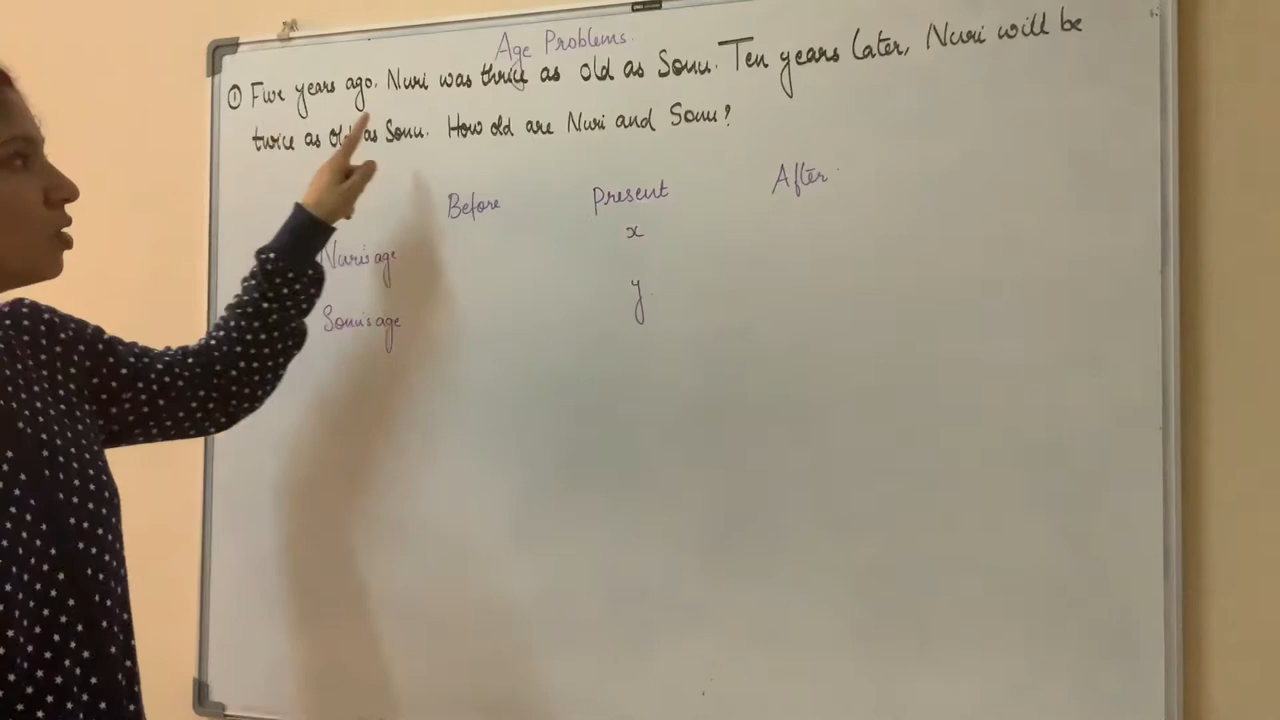 Age Problems.
① Five years ago, Nuri was thrice as old as Sonu. Ten years later, Nuri will be
twice as old as Sonu. How old are Nuri and Sonu?
Before Present After
Nuri's age x
Sonu's age y